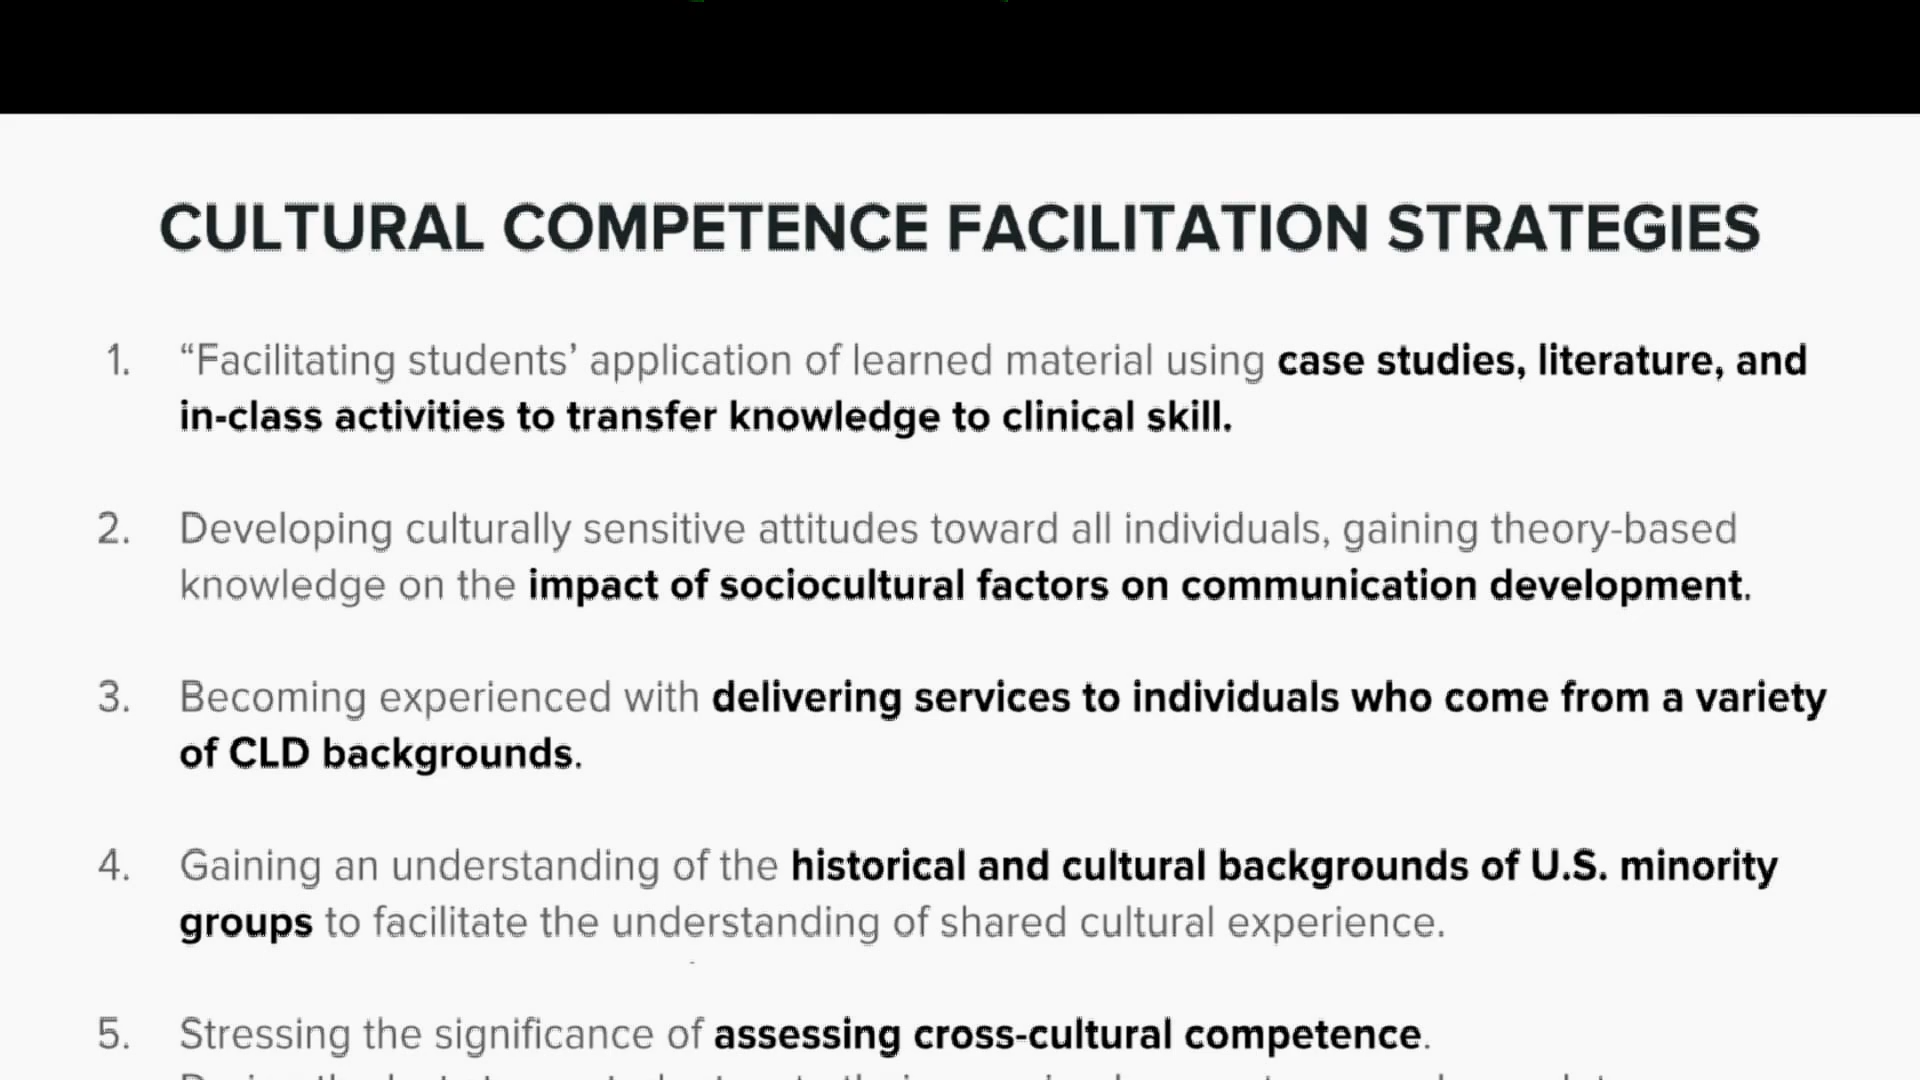 CULTURAL COMPETENCE FACILITATION STRATEGIES
1. “Facilitating students’ application of learned material using case studies, literature, and
in-class activities to transfer knowledge to clinical skill.
2. Developing culturally sensitive attitudes toward all individuals, gaining theory-based
knowledge on the impact of sociocultural factors on communication development.
3. Becoming experienced with delivering services to individuals who come from a variety
of CLD backgrounds.
4. Gaining an understanding of the historical and cultural backgrounds of U.S. minority
groups to facilitate the understanding of shared cultural experience.
5. Stressing the significance of assessing cross-cultural competence.